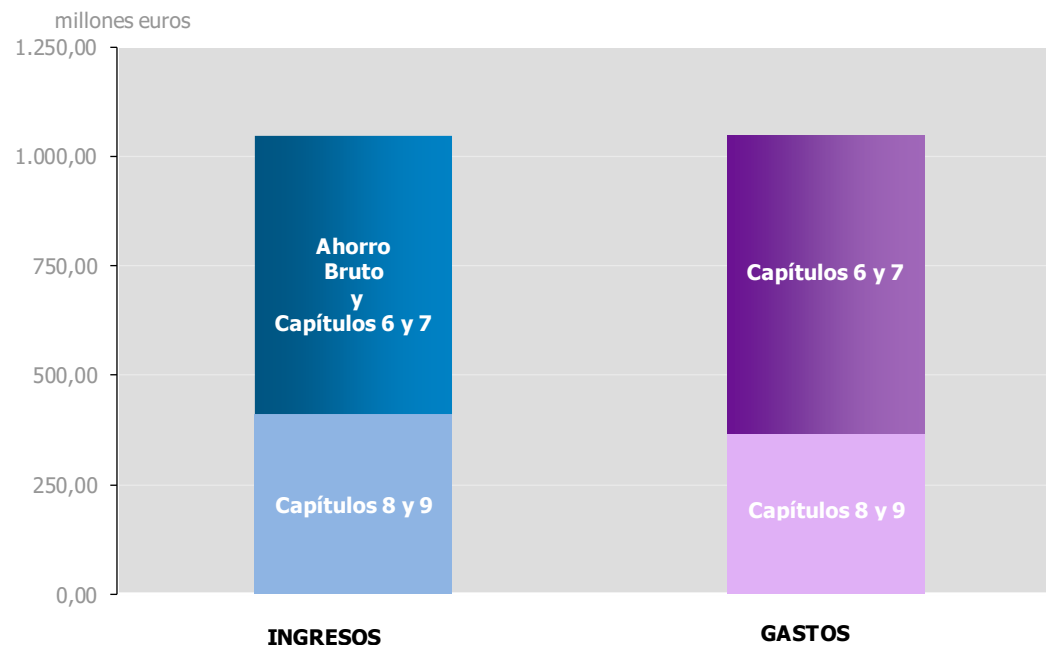 millones euros
1.250,00
1.000,00
750,00
500,00
250,00
0,00
Ahorro
Bruto
y
Capítulos 6 y 7
Capítulos 8 y 9
Capítulos 6 y 7
Capítulos 8 y 9
INGRESOS
GASTOS